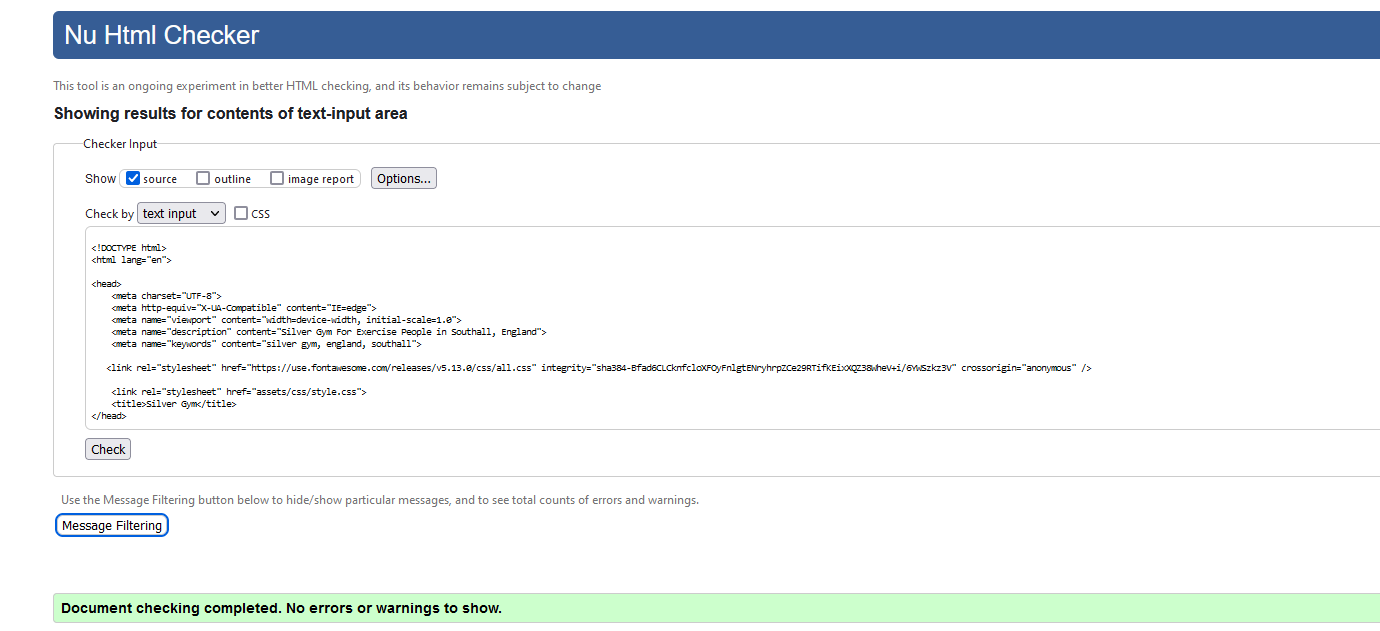 Nu Html Checker
This tool is an ongoing experiment in better HTML checking, and its behavior remains subject to change
Showing results for contents of text-input area
Checker Input
Show source outline image report Options...
Check by text input CSS
<!DOCTYPE html>
<html lang="en">
<head>
<meta charset="UTF-8">
<meta http-equiv="X-UA-Compatible" content="IE=edge">
<meta name="viewport" content="width=device-width, initial-scale=1.0">
<meta name="description" content="Silver Gym For Exercise People in Southall, England">
<meta name="keywords" content="silver gym, england, southall">
<link rel="stylesheet" href="https://use.fontawesome.com/releases/v5.13.0/css/all.css" crossorigin="anonymous" />
<link rel="stylesheet" href="assets/css/style.css">
<title>Silver Gym</title>
</head>
Check
Use the Message Filtering button below to hide/show particular messages, and to see total counts of errors and warnings.
Message Filtering
Document checking completed. No errors or warnings to show.